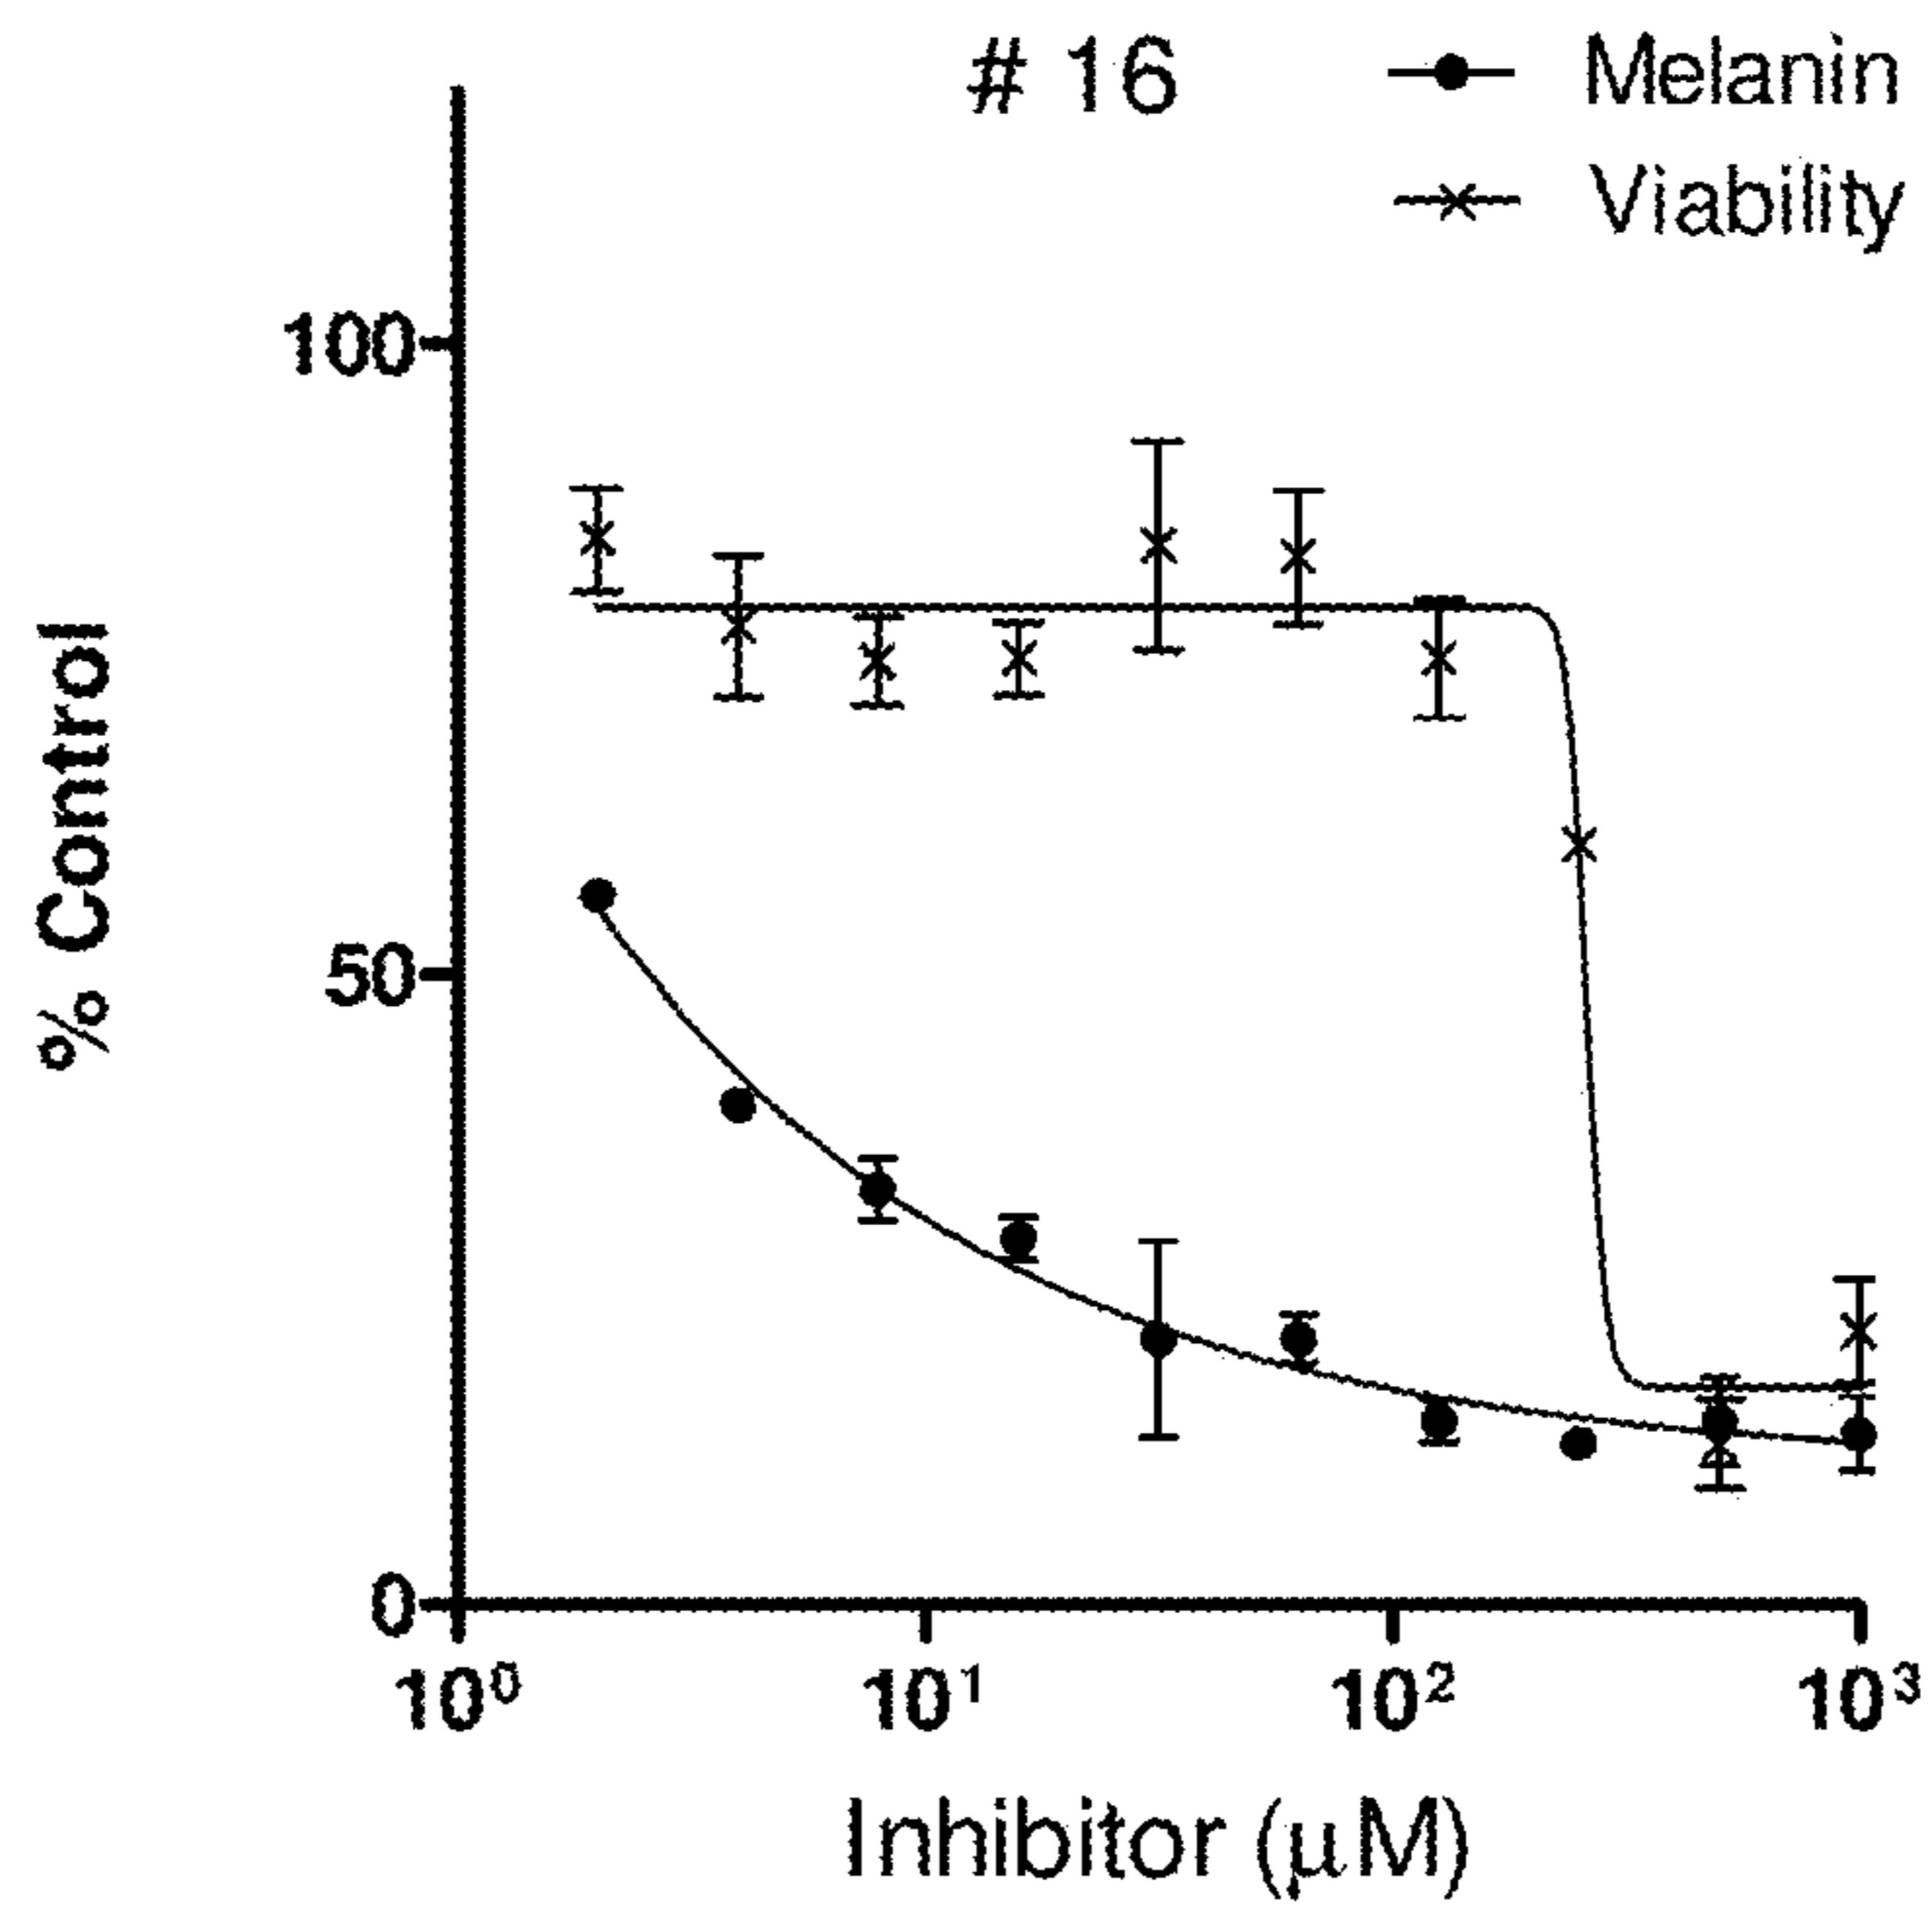 # 16
Melanin
Viability
% Control
100
50
0
10⁰
10¹
10²
10³
Inhibitor (µM)